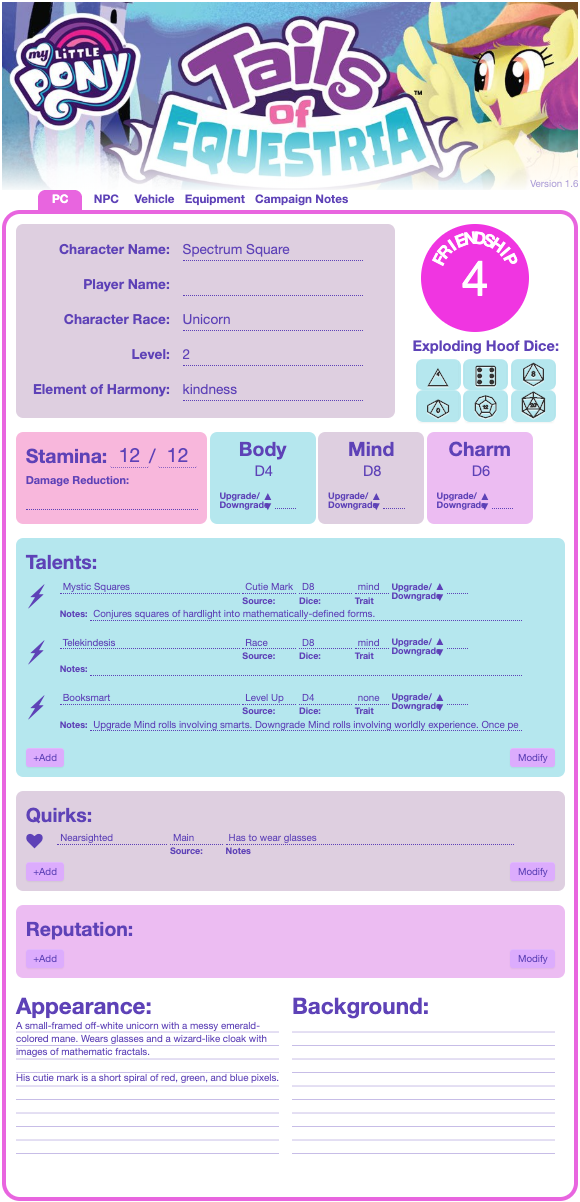 my LITTLE
PONY
Tails
of
EQUESTRIA
™
Version 1.6
PC NPC Vehicle Equipment Campaign Notes
Character Name: Spectrum Square
Player Name:
Character Race: Unicorn
Level: 2
Element of Harmony: kindness
FRIENDSHIP
4
Exploding Hoof Dice:
4 8
0 12 20
Stamina: 12 / 12
Damage Reduction:
Body
D4
Upgrade/
Downgrade
Mind
D8
Upgrade/
Downgrade
Charm
D6
Upgrade/
Downgrade
Talents:
Mystic Squares Cutie Mark D8 mind Upgrade/
Downgrade
Source: Dice: Trait
Notes: Conjures squares of hardlight into mathematically-defined forms.
Telekindesis Race D8 mind Upgrade/
Downgrade
Source: Dice: Trait
Notes:
Booksmart Level Up D4 none Upgrade/
Downgrade
Source: Dice: Trait
Notes: Upgrade Mind rolls involving smarts. Downgrade Mind rolls involving worldly experience. Once pe
+Add Modify
Quirks:
Nearsighted Main Has to wear glasses
Source: Notes
+Add Modify
Reputation:
+Add Modify
Appearance:
A small-framed off-white unicorn with a messy emerald-
colored mane. Wears glasses and a wizard-like cloak with
images of mathematic fractals.
His cutie mark is a short spiral of red, green, and blue pixels.
Background: